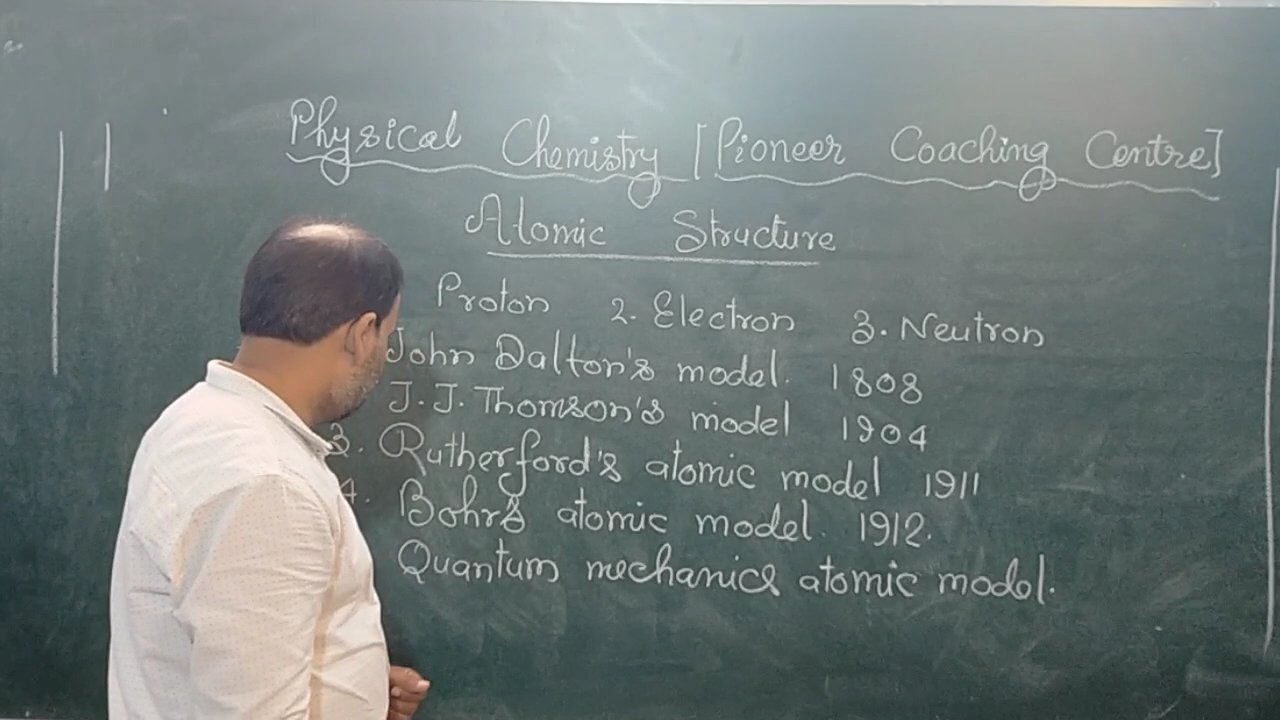 Physical Chemistry [Pioneer Coaching Centre]
Atomic Structure
Proton 2. Electron 3. Neutron
John Dalton's model. 1808
J.J. Thomson's model 1904
3. Rutherford's atomic model 1911
4. Bohr's atomic model. 1912.
Quantum mechanics atomic model.